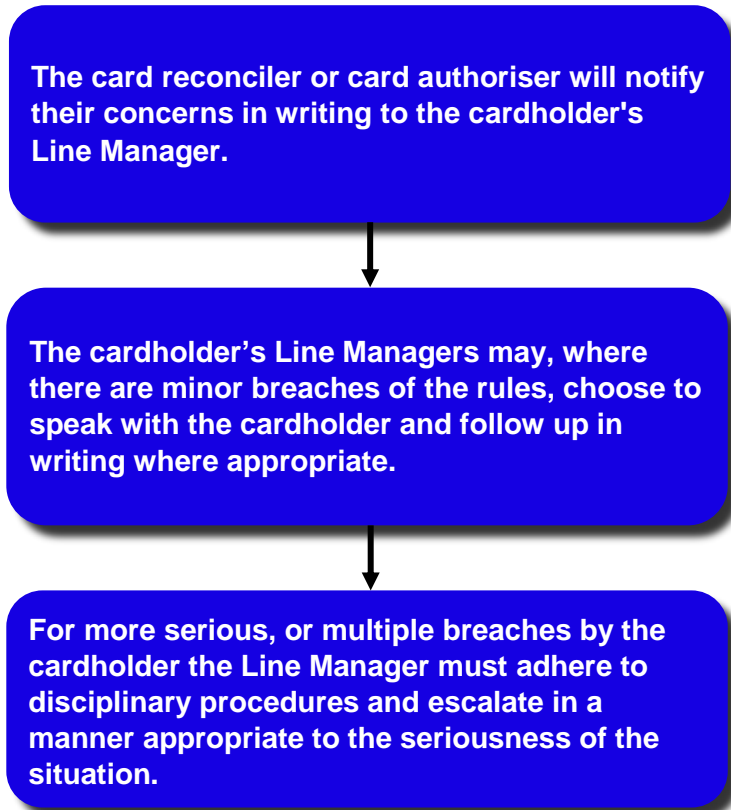 The card reconciler or card authoriser will notify
their concerns in writing to the cardholder's
Line Manager.
The cardholder’s Line Managers may, where
there are minor breaches of the rules, choose to
speak with the cardholder and follow up in
writing where appropriate.
For more serious, or multiple breaches by the
cardholder the Line Manager must adhere to
disciplinary procedures and escalate in a
manner appropriate to the seriousness of the
situation.